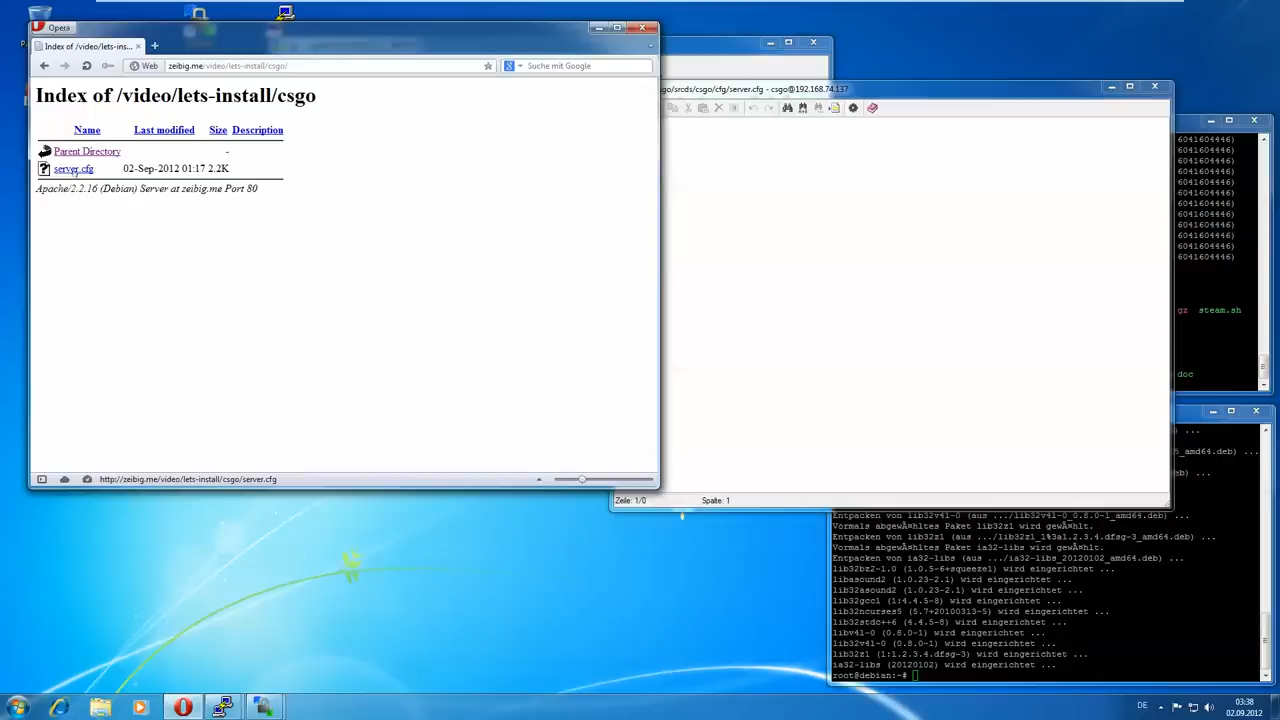 Opera
Index of /video/lets-ins...
Web
zeibig.me/video/lets-install/csgo/
Suche mit Google
Index of /video/lets-install/csgo
Name Last modified Size Description
Parent Directory -
server.cfg 02-Sep-2012 01:17 2.2K
Apache/2.2.16 (Debian) Server at zeibig.me Port 80
http://zeibig.me/video/lets-install/csgo/server.cfg
go/srcds/csgo/cfg/server.cfg - csgo@192.168.74.137
Zeile: 1/0 Spalte: 1
6041604446)
6041604446)
6041604446)
6041604446)
6041604446)
6041604446)
6041604446)
6041604446)
6041604446)
6041604446)
6041604446)
6041604446)
gz steam.sh
doc
_amd64.deb) ...
Entpacken von lib32v4l-0 (aus .../lib32v4l-0_0.8.0-1_amd64.deb) ...
Vormals abgewÃ¤hltes Paket lib32z1 wird gewÃ¤hlt.
Entpacken von lib32z1 (aus .../lib32z1_1%3a1.2.3.4.dfsg-3_amd64.deb) ...
Vormals abgewÃ¤hltes Paket ia32-libs wird gewÃ¤hlt.
Entpacken von ia32-libs (aus .../ia32-libs_20120102_amd64.deb) ...
lib32bz2-1.0 (1.0.5-6+squeeze1) wird eingerichtet ...
libasound2 (1.0.23-2.1) wird eingerichtet ...
lib32asound2 (1.0.23-2.1) wird eingerichtet ...
lib32gcc1 (1:4.4.5-8) wird eingerichtet ...
lib32ncurses5 (5.7+20100313-5) wird eingerichtet ...
lib32stdc++6 (4.4.5-8) wird eingerichtet ...
libv4l-0 (0.8.0-1) wird eingerichtet ...
lib32v4l-0 (0.8.0-1) wird eingerichtet ...
lib32z1 (1:1.2.3.4.dfsg-3) wird eingerichtet ...
ia32-libs (20120102) wird eingerichtet ...
root@debian:~#
DE
03:38
02.09.2012